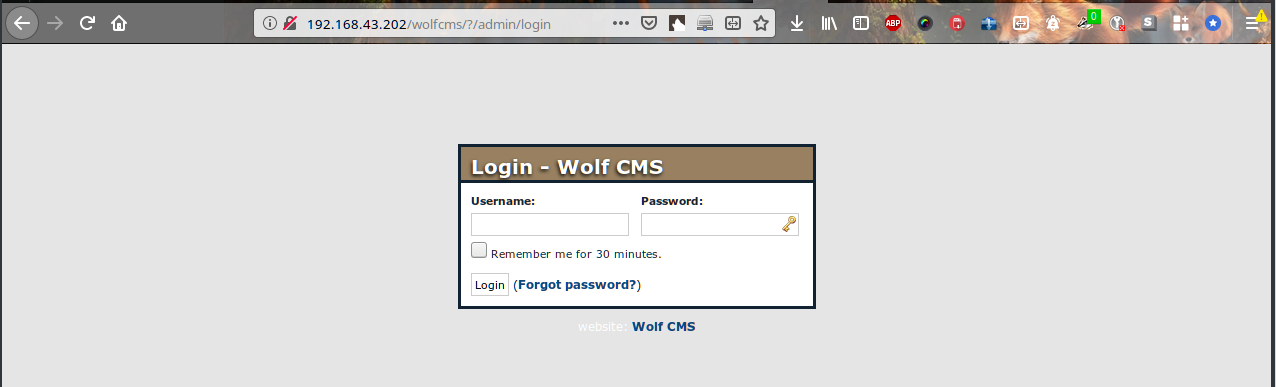 192.168.43.202/wolfcms/?/admin/login
ABP
0
S
Login - Wolf CMS
Username: Password:
Remember me for 30 minutes.
Login (Forgot password?)
website: Wolf CMS